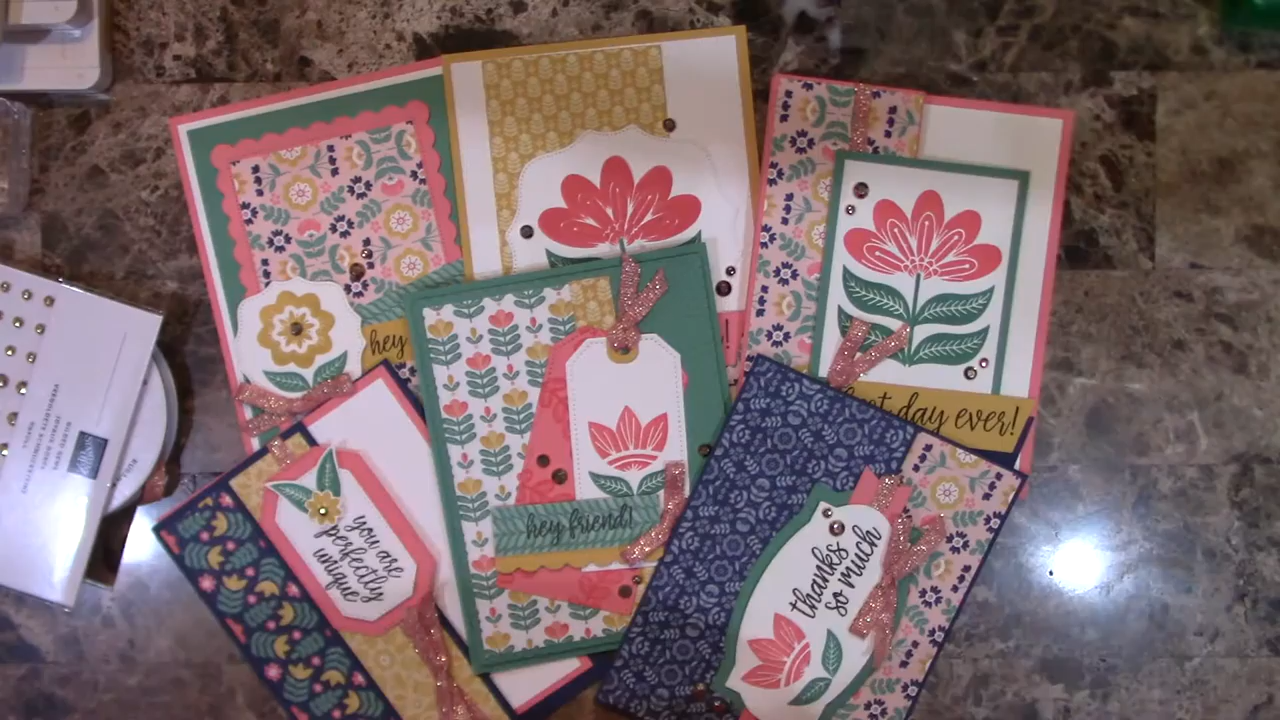 hey
day ever!
hey friend!
you are
perfectly
unique
thanks
so much